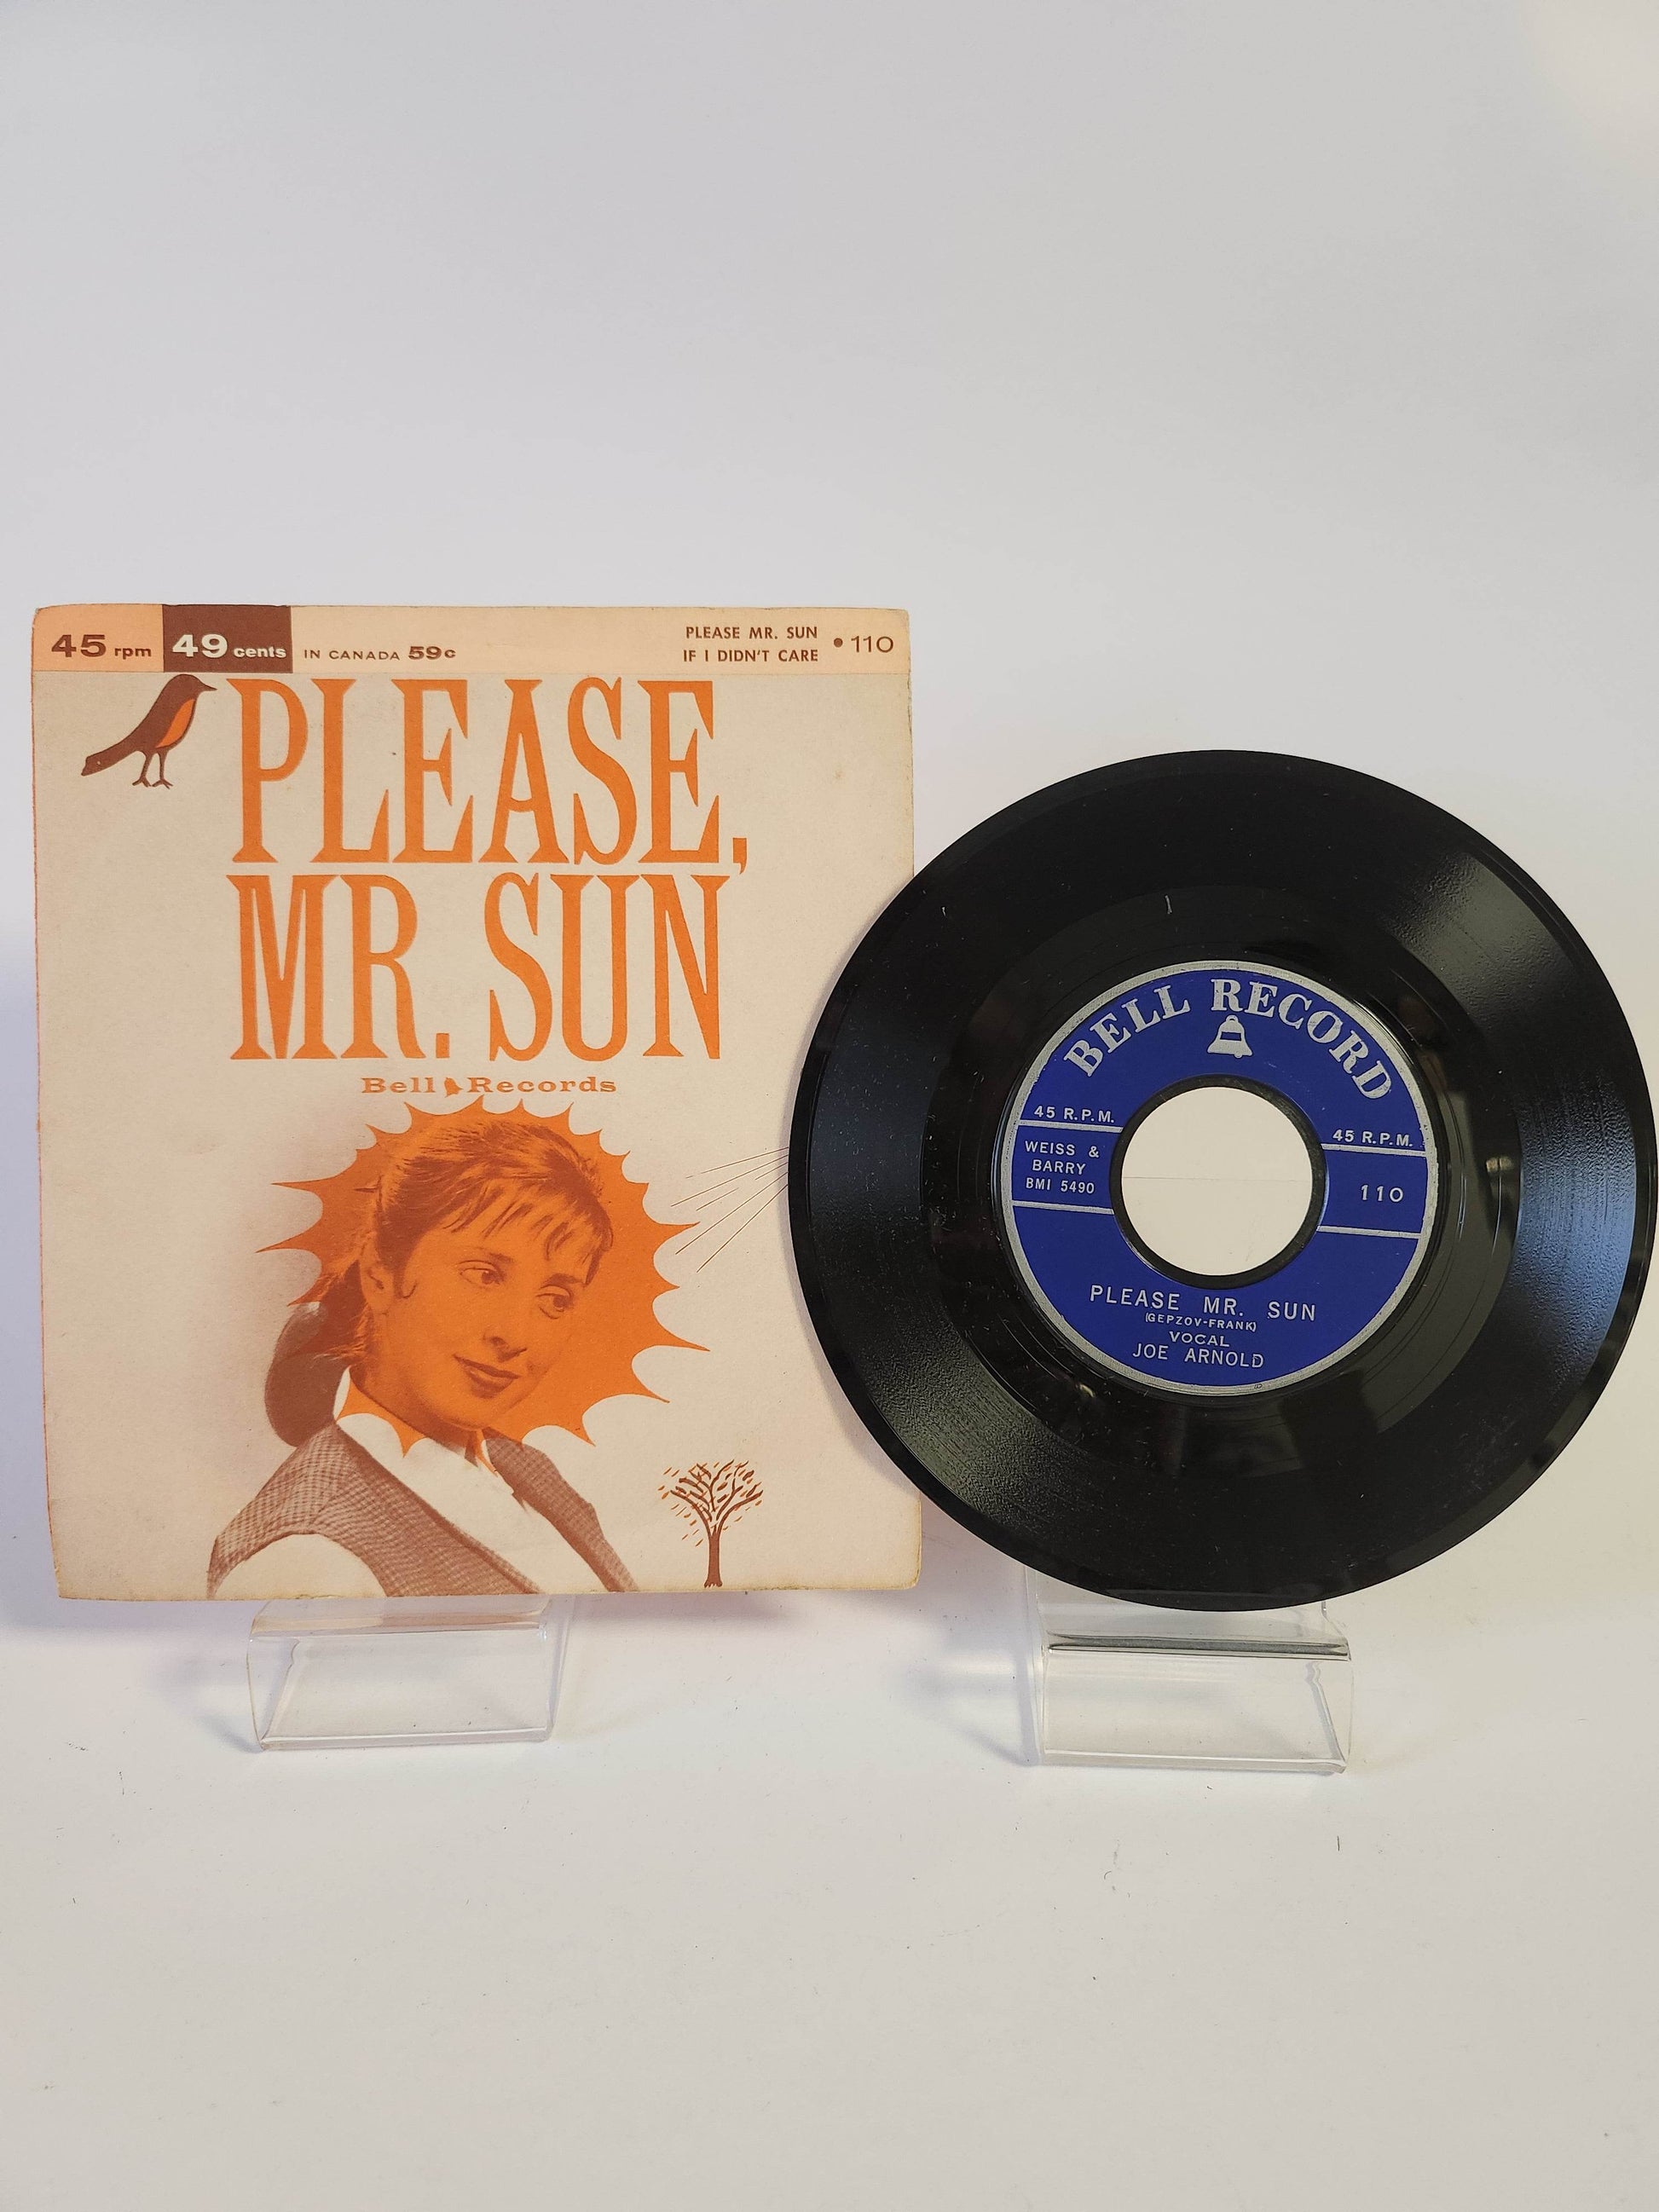 45 rpm 49 cents IN CANADA 59c
PLEASE MR. SUN
IF I DIDN'T CARE
•110
PLEASE,
MR. SUN
Bell Records
BELL RECORD
45 R.P.M.
45 R.P.M.
WEISS &
BARRY
BMI 5490
110
PLEASE MR. SUN
(GEPZOV-FRANK)
VOCAL
JOE ARNOLD